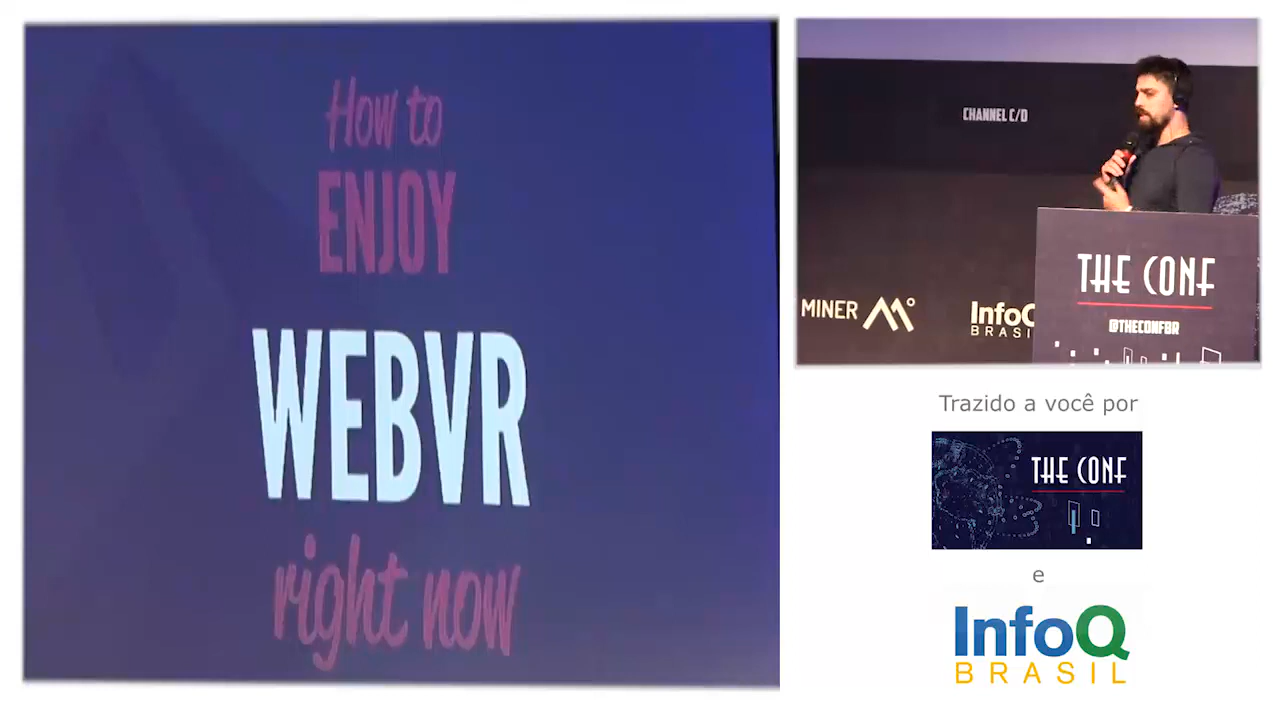 How to
ENJOY
WEBVR
right now
CHANNEL C/D
MINER
InfoQ
BRASIL
THE CONF
@THECONFBR
Trazido a você por
THE CONF
e
InfoQ
BRASIL